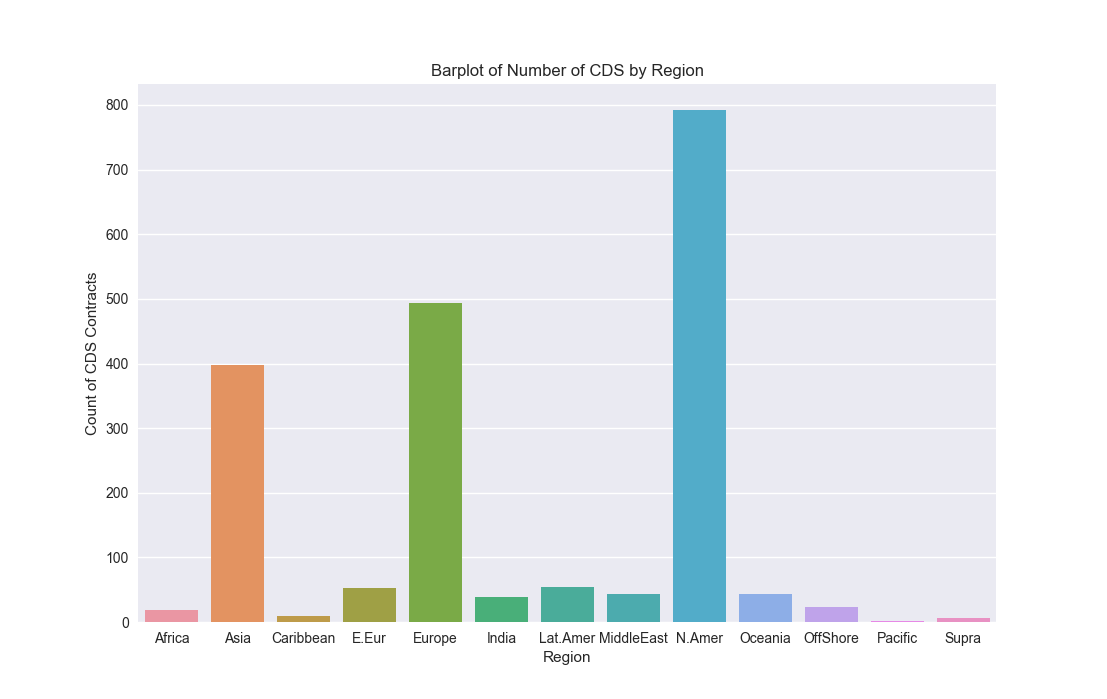 Barplot of Number of CDS by Region
Count of CDS Contracts
800
700
600
500
400
300
200
100
0
Africa Asia Caribbean E.Eur Europe India Lat.Amer MiddleEast N.Amer Oceania OffShore Pacific Supra
Region